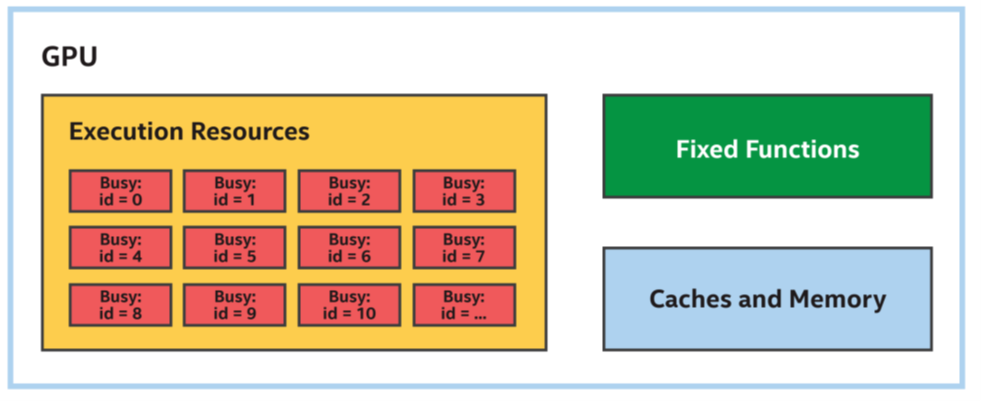 GPU
Execution Resources
Busy:
id = 0
Busy:
id = 1
Busy:
id = 2
Busy:
id = 3
Busy:
id = 4
Busy:
id = 5
Busy:
id = 6
Busy:
id = 7
Busy:
id = 8
Busy:
id = 9
Busy:
id = 10
Busy:
id = ...
Fixed Functions
Caches and Memory